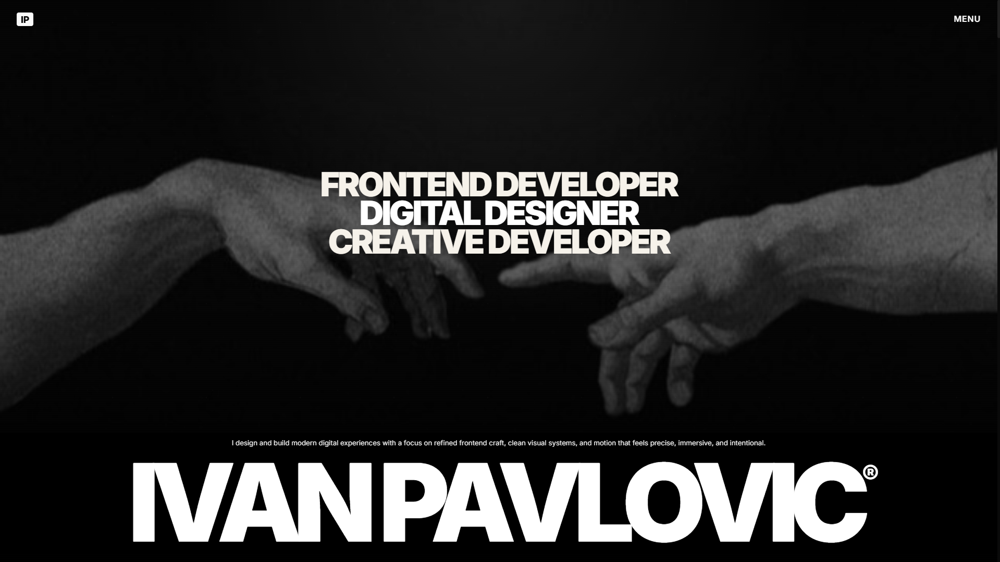 IP
MENU
FRONTEND DEVELOPER
DIGITAL DESIGNER
CREATIVE DEVELOPER
I design and build modern digital experiences with a focus on refined frontend craft, clean visual systems, and motion that feels precise, immersive, and intentional.
IVAN PAVLOVIC®